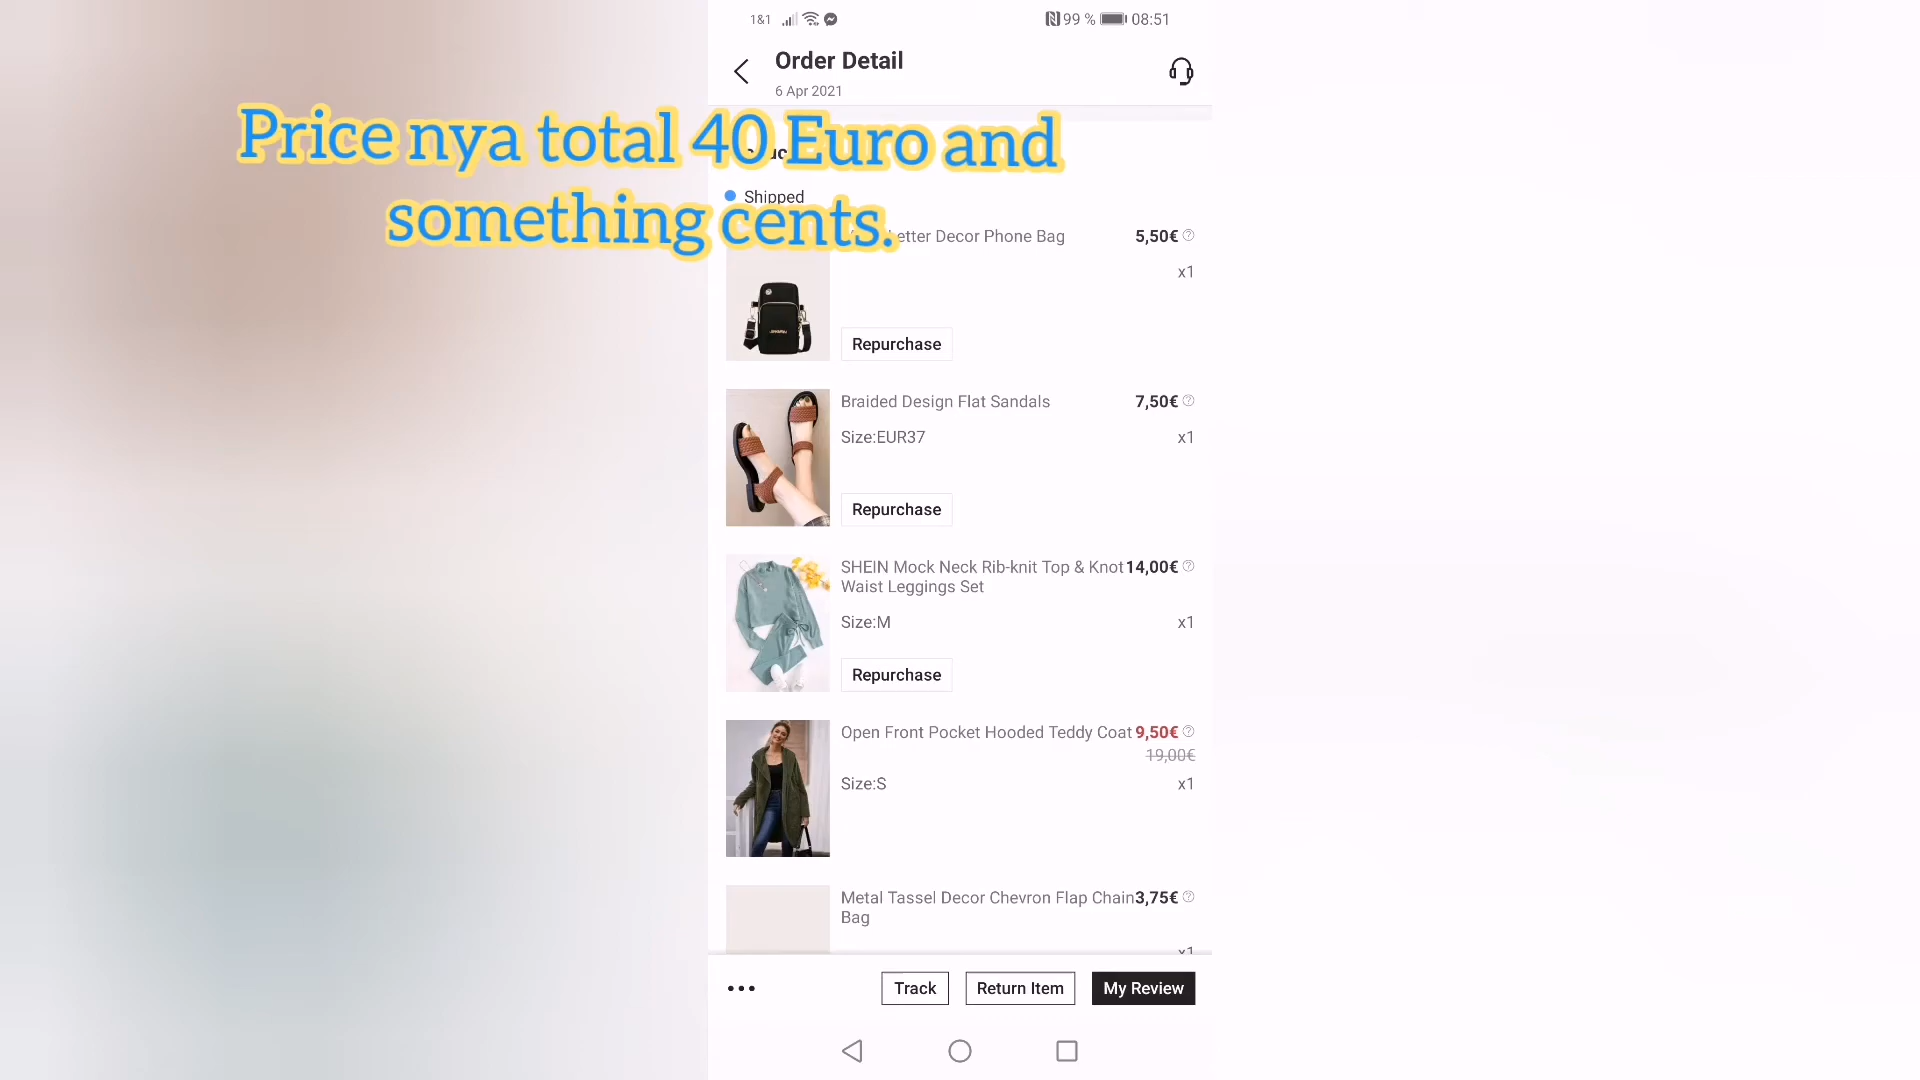 1&1 99 % 08:51
Order Detail
6 Apr 2021
Price nya total 40 Euro and
something cents.
Shipped
Letter Decor Phone Bag 5,50€
x1
Repurchase
Braided Design Flat Sandals 7,50€
Size:EUR37 x1
Repurchase
SHEIN Mock Neck Rib-knit Top & Knot 14,00€
Waist Leggings Set
Size:M x1
Repurchase
Open Front Pocket Hooded Teddy Coat 9,50€
19,00€
Size:S x1
Metal Tassel Decor Chevron Flap Chain 3,75€
Bag
x1
Track Return Item My Review